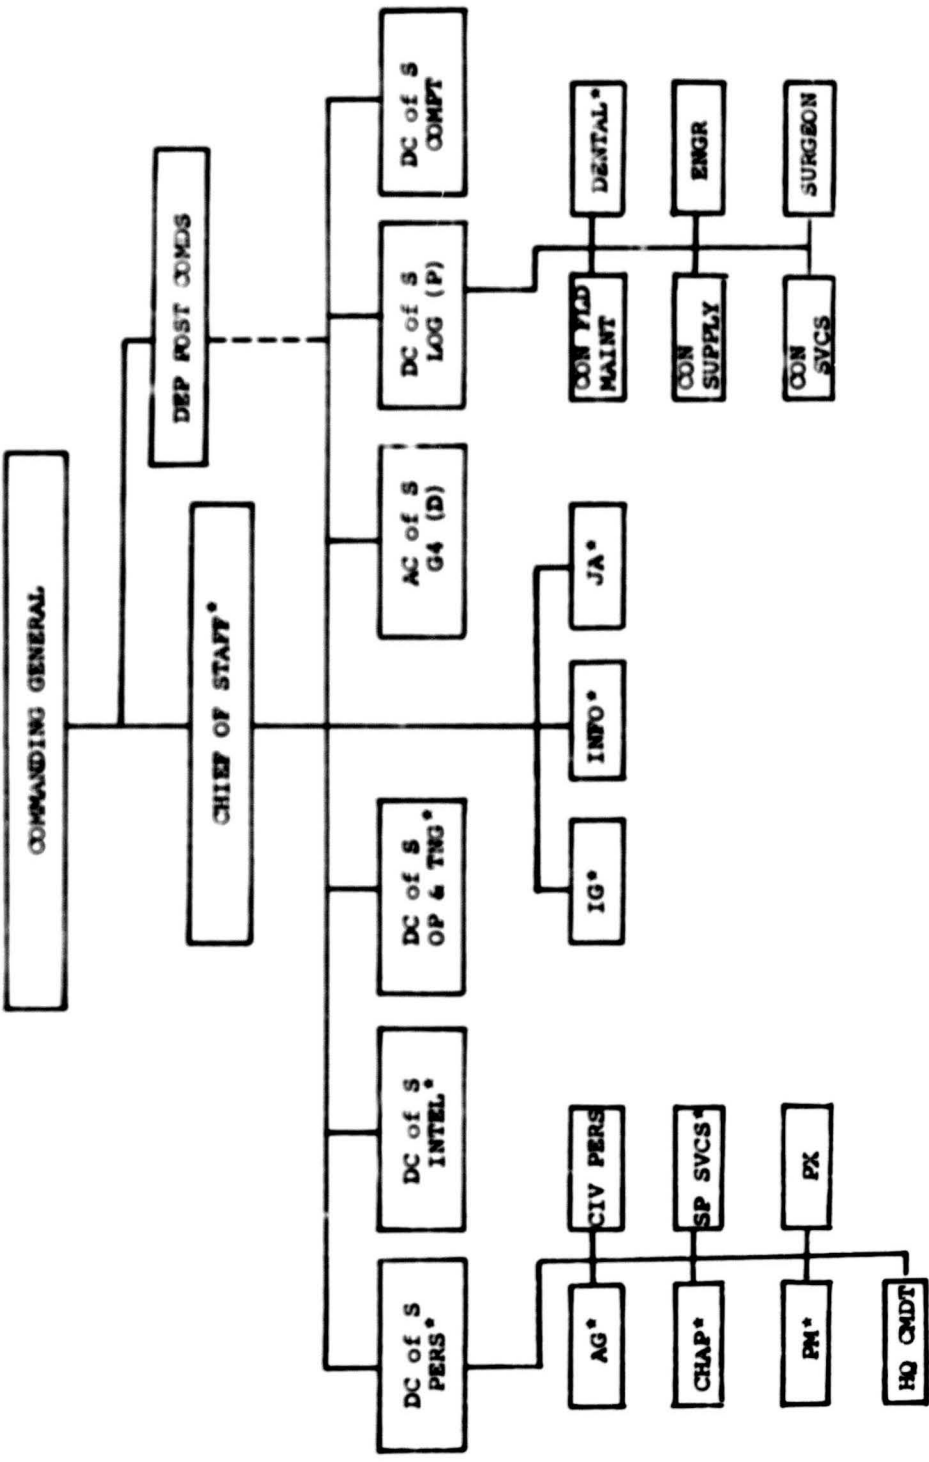 COMMANDING GENERAL
DEP POST COMDS
CHIEF OF STAFF*
DC of S
PERS*
DC of S
INTEL*
DC of S
OP & TNG*
AC of S
G4 (D)
DC of S
LOG (P)
DC of S
COMPT
AG*
CIV PERS
CHAP*
SP SVCS*
PM*
PX
HQ CMDT
IG*
INFO*
JA*
CON FLD
MAINT
DENTAL*
CON
SUPPLY
ENGR
CON
SVCS
SURGEON